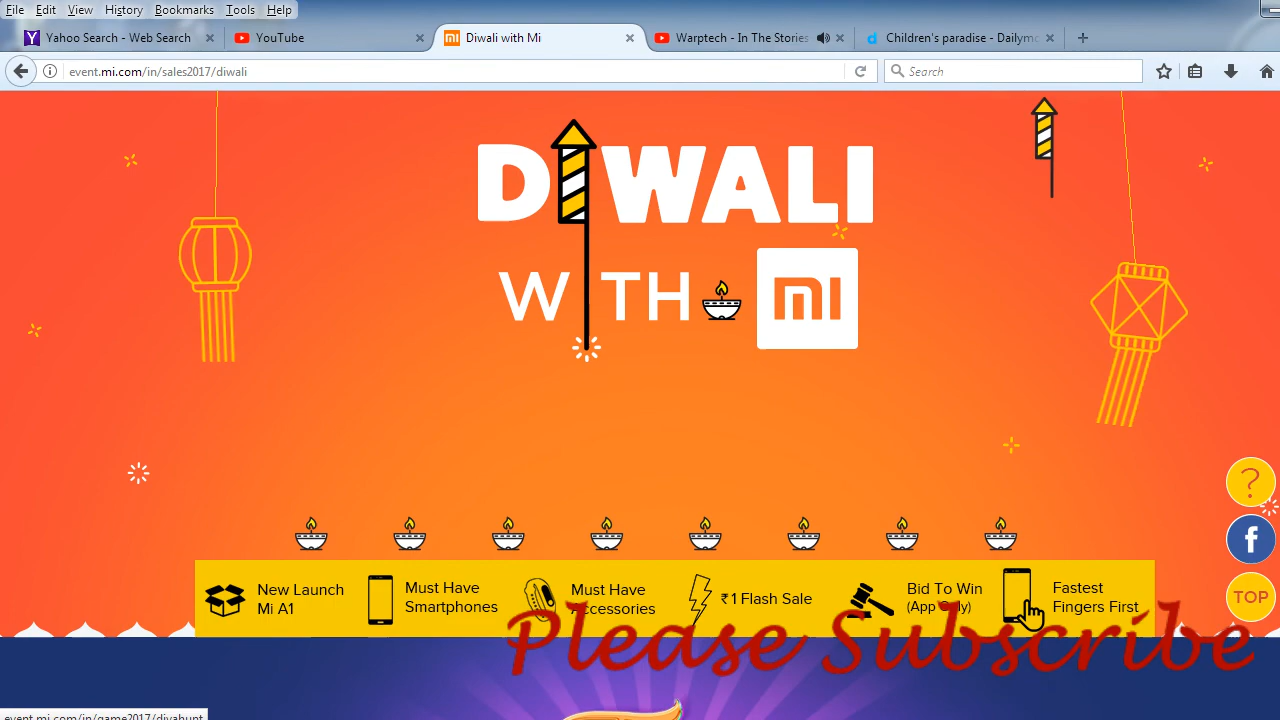 File Edit View History Bookmarks Tools Help
Yahoo Search - Web Search
YouTube
Diwali with Mi
Warptech - In The Stories
Children's paradise - Dailymo
event.mi.com/in/sales2017/diwali
Search
DIWALI
WITH mi
?
f
TOP
New Launch
Mi A1
Must Have
Smartphones
Must Have
Accessories
₹1 Flash Sale
Bid To Win
(App Only)
Fastest
Fingers First
Please Subscribe
event.mi.com/in/game2017/diyahunt